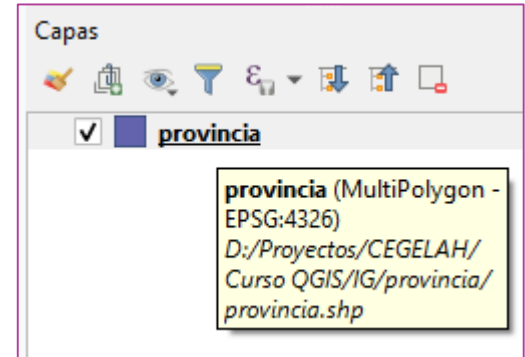 Capas
provincia
provincia (MultiPolygon -
EPSG:4326)
D:/Proyectos/CEGELAH/
Curso QGIS/IG/provincia/
provincia.shp